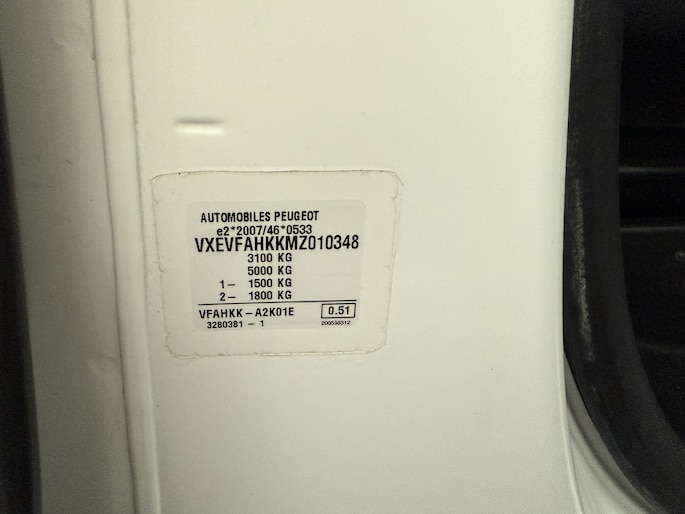 AUTOMOBILES PEUGEOT
e2*2007/46*0533
VXEVFAHKKMZ010348
3100 KG
5000 KG
1– 1500 KG
2– 1800 KG
VFAHKK – A2K01E 0.51
3280381 – 1